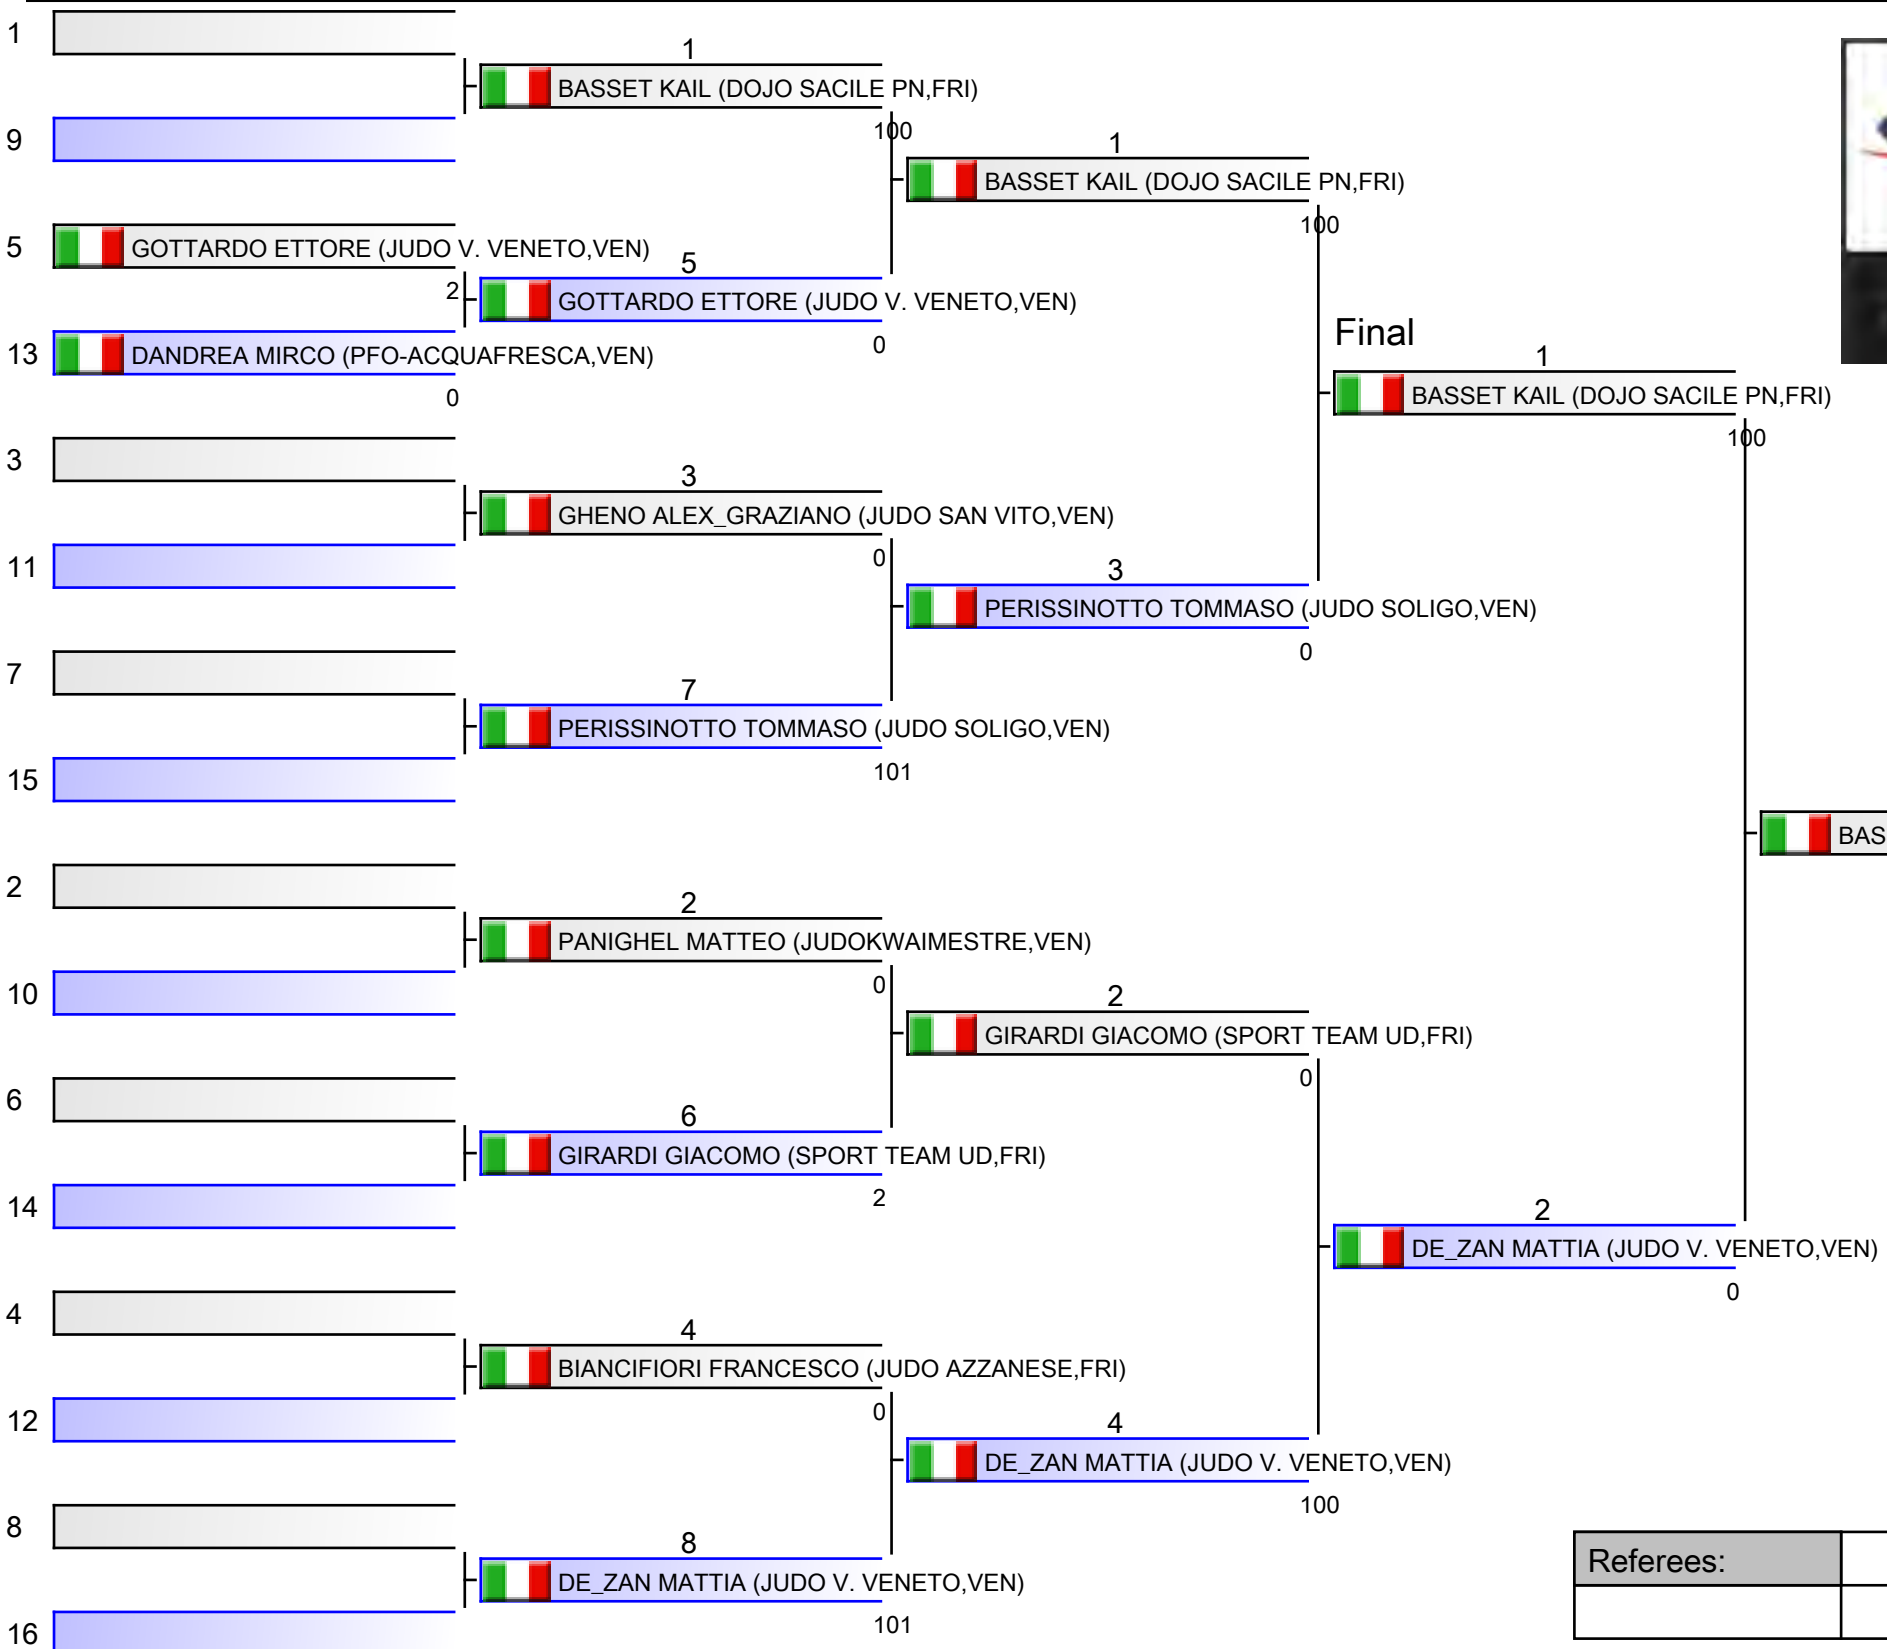 1
1
BASSET KAIL (DOJO SACILE PN,FRI)
100
9
1
BASSET KAIL (DOJO SACILE PN,FRI)
100
5
GOTTARDO ETTORE (JUDO V. VENETO,VEN)
2
5
GOTTARDO ETTORE (JUDO V. VENETO,VEN)
0
13
DANDREA MIRCO (PFO-ACQUAFRESCA,VEN)
0
Final
1
BASSET KAIL (DOJO SACILE PN,FRI)
100
3
3
GHENO ALEX_GRAZIANO (JUDO SAN VITO,VEN)
0
11
3
PERISSINOTTO TOMMASO (JUDO SOLIGO,VEN)
0
7
7
PERISSINOTTO TOMMASO (JUDO SOLIGO,VEN)
101
15
BAS
2
2
PANIGHEL MATTEO (JUDOKWAIMESTRE,VEN)
0
10
2
GIRARDI GIACOMO (SPORT TEAM UD,FRI)
0
6
6
GIRARDI GIACOMO (SPORT TEAM UD,FRI)
2
14
2
DE_ZAN MATTIA (JUDO V. VENETO,VEN)
0
4
4
BIANCIFIORI FRANCESCO (JUDO AZZANESE,FRI)
0
12
4
DE_ZAN MATTIA (JUDO V. VENETO,VEN)
100
8
8
DE_ZAN MATTIA (JUDO V. VENETO,VEN)
101
16
Referees: